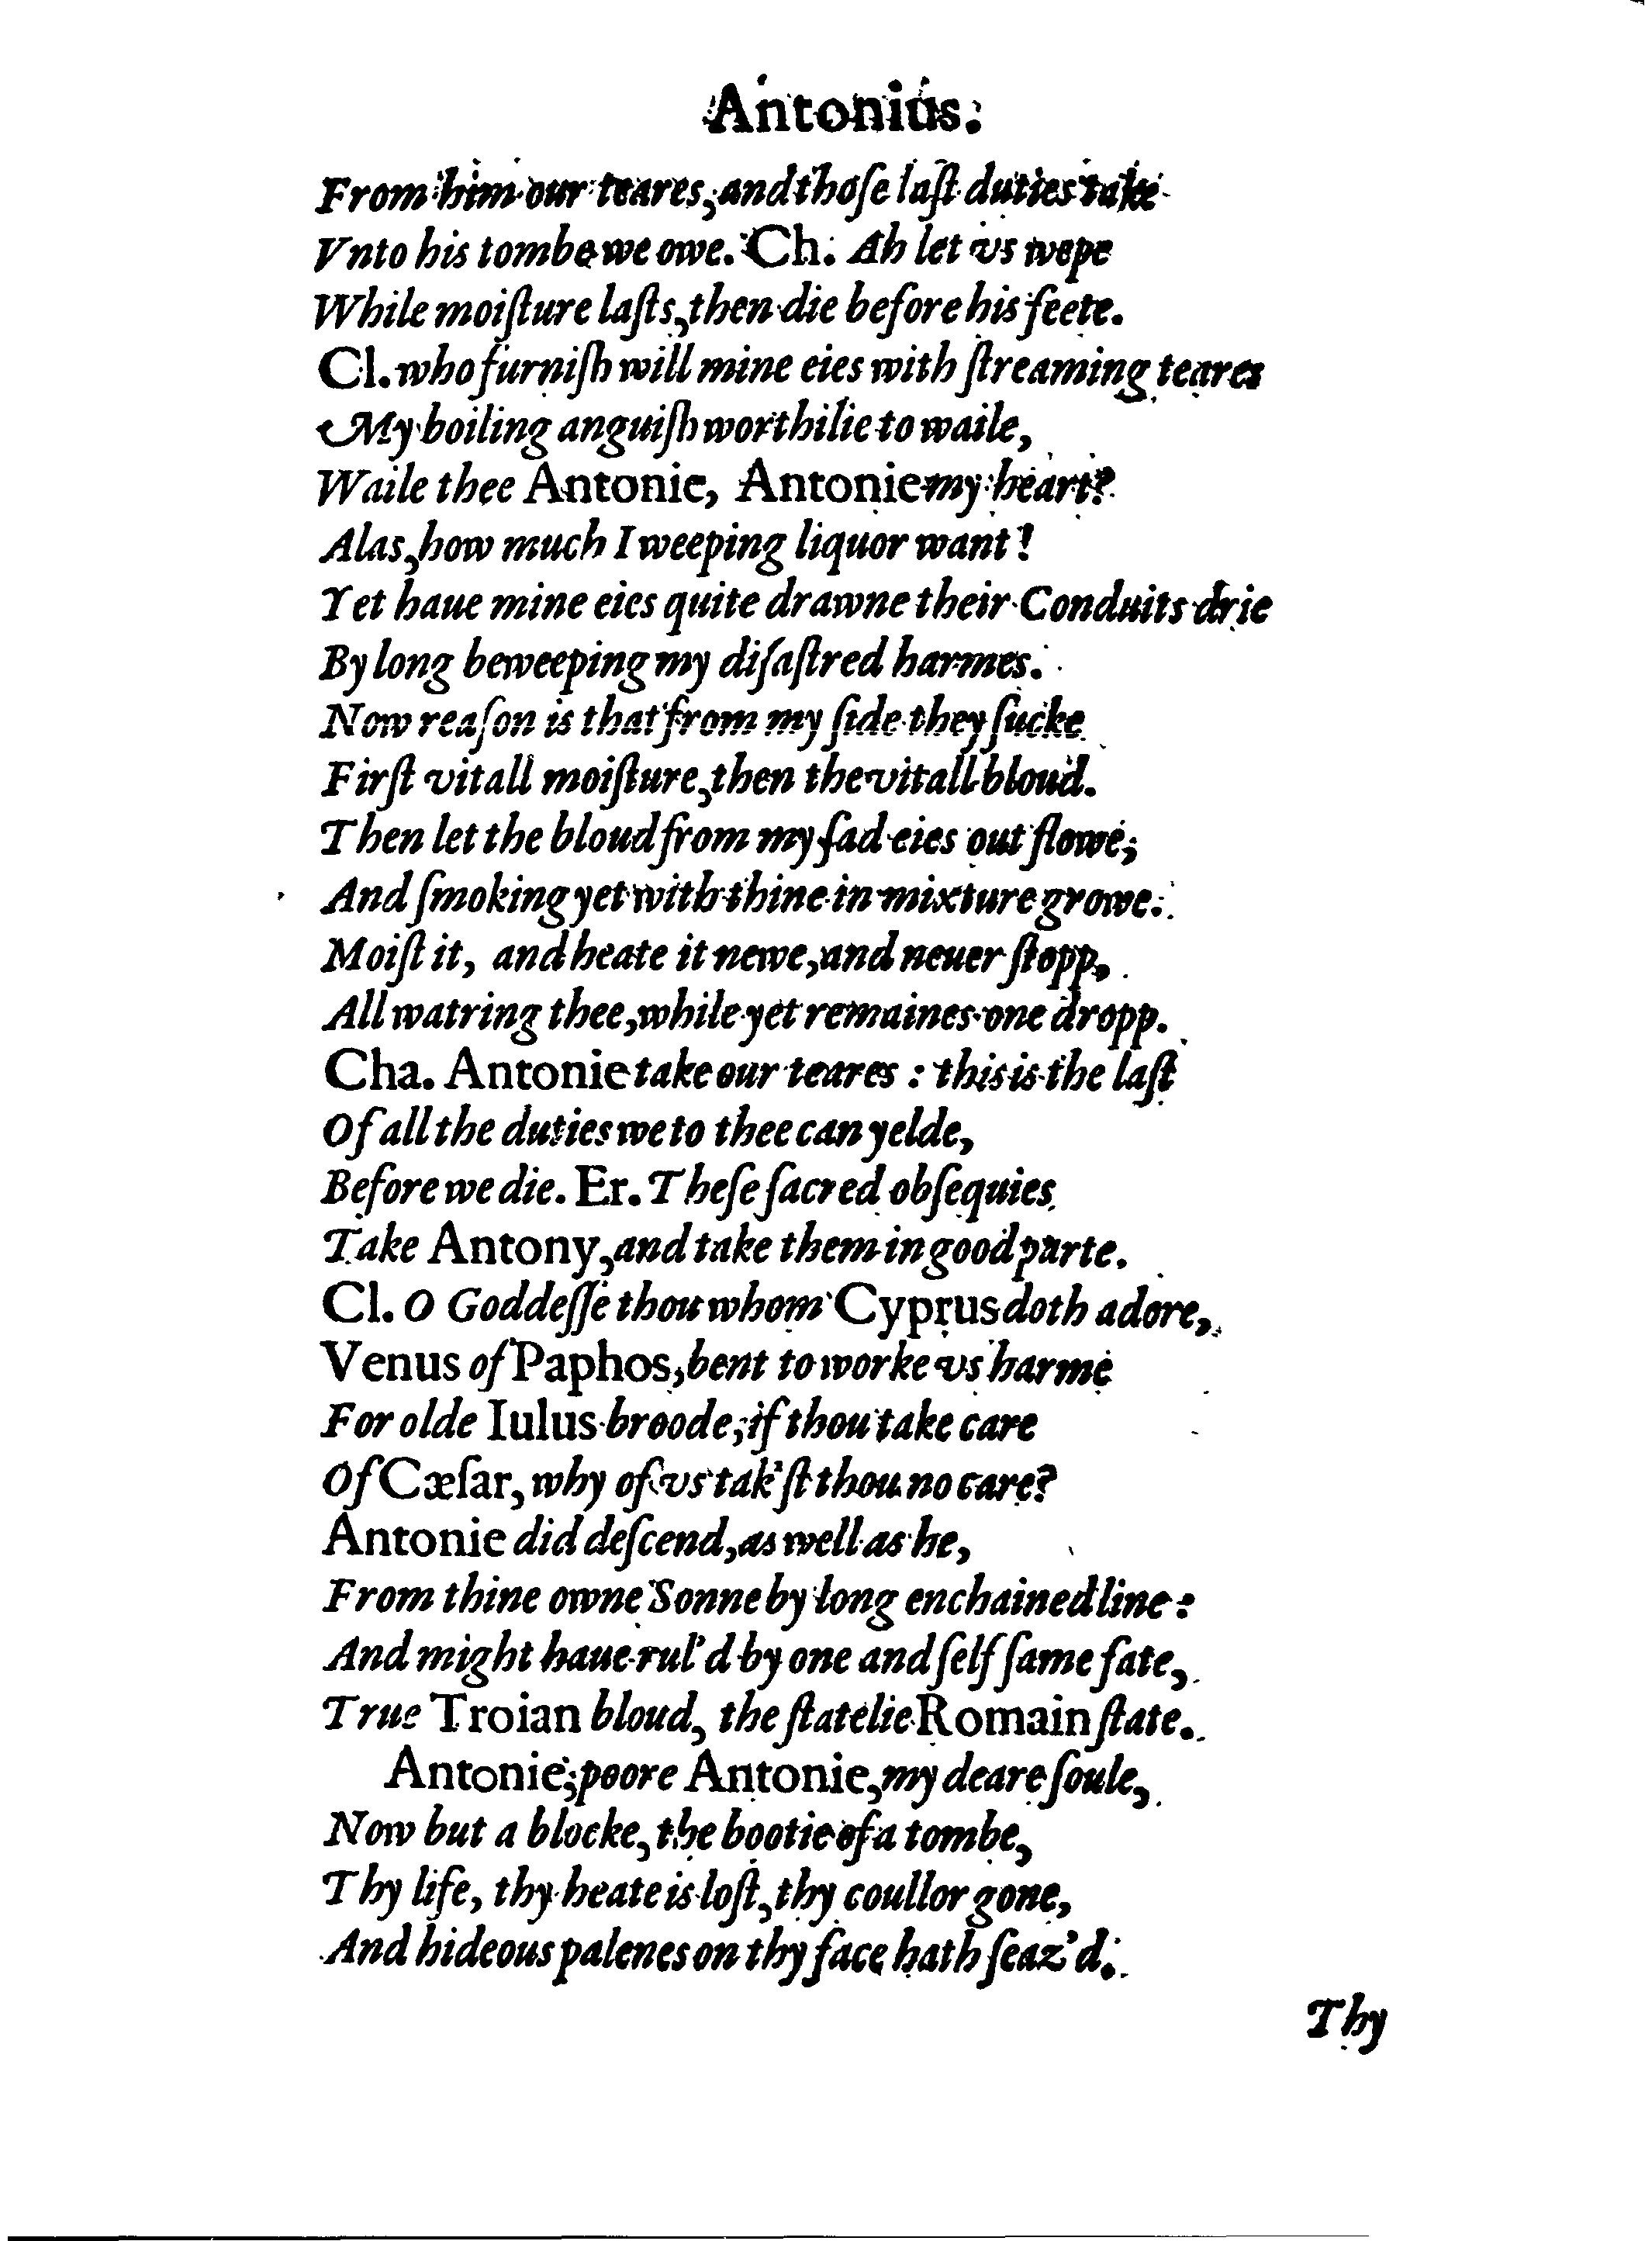 Antonius.
From him our teares, and thoſe laſt duties take
Vnto his tombe we owe. Ch. Ah let vs wepe
While moiſture laſts, then die before his feete.
Cl. who furniſh will mine eies with ſtreaming teares
My boiling anguiſh worthilie to waile,
Waile thee Antonie, Antonie my heart?
Alas, how much I weeping liquor want!
Yet haue mine eies quite drawne their Conduits drie
By long beweeping my diſaſtred harmes.
Now reaſon is that from my ſide they ſucke
Firſt vitall moiſture, then the vitall bloud.
Then let the bloud from my ſad eies out flowe,
And ſmoking yet with thine in mixture growe.
Moiſt it, and heate it newe, and neuer ſtopp,
All watring thee, while yet remaines one dropp.
Cha. Antonie take our teares: this is the laſt
Of all the duties we to thee can yelde,
Before we die. Er. Theſe ſacred obſequies
Take Antony, and take them in good parte.
Cl. O Goddeſſe thou whom Cyprus doth adore,
Venus of Paphos, bent to worke vs harme
For olde Iulus broode, if thou take care
Of Cæſar, why of vs tak'ſt thou no care?
Antonie did deſcend, as well as he,
From thine owne Sonne by long enchained line:
And might haue rul'd by one and ſelf ſame fate,
True Troian bloud, the ſtatelie Romain ſtate.
Antonie, poore Antonie, my deare ſoule,
Now but a blocke, the bootie of a tombe,
Thy life, thy heate is loſt, thy coullor gone,
And hideous palenes on thy face hath ſeaz'd.
Thy